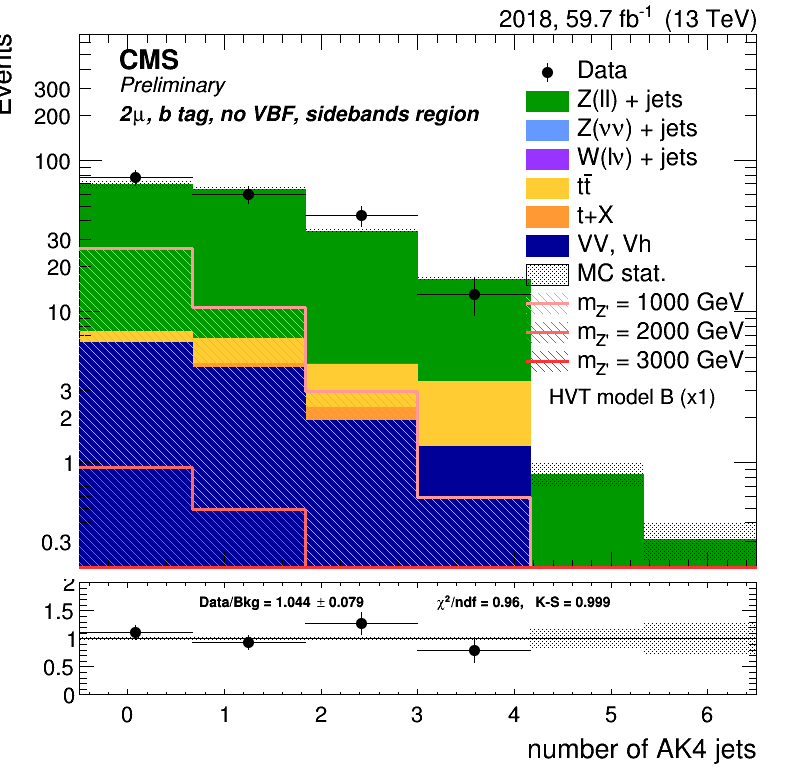 2018, 59.7 fb⁻¹ (13 TeV)
Events
CMS
Preliminary
2μ, b tag, no VBF, sidebands region
Data
Z(ll) + jets
Z(νν) + jets
W(lν) + jets
tt̄
t+X
VV, Vh
MC stat.
m_Z' = 1000 GeV
m_Z' = 2000 GeV
m_Z' = 3000 GeV
HVT model B (x1)
300
200
100
30
20
10
3
2
1
0.3
2
1.5
1
0.5
0
Data/Bkg = 1.044 ± 0.079
χ²/ndf = 0.96, K-S = 0.999
0 1 2 3 4 5 6
number of AK4 jets